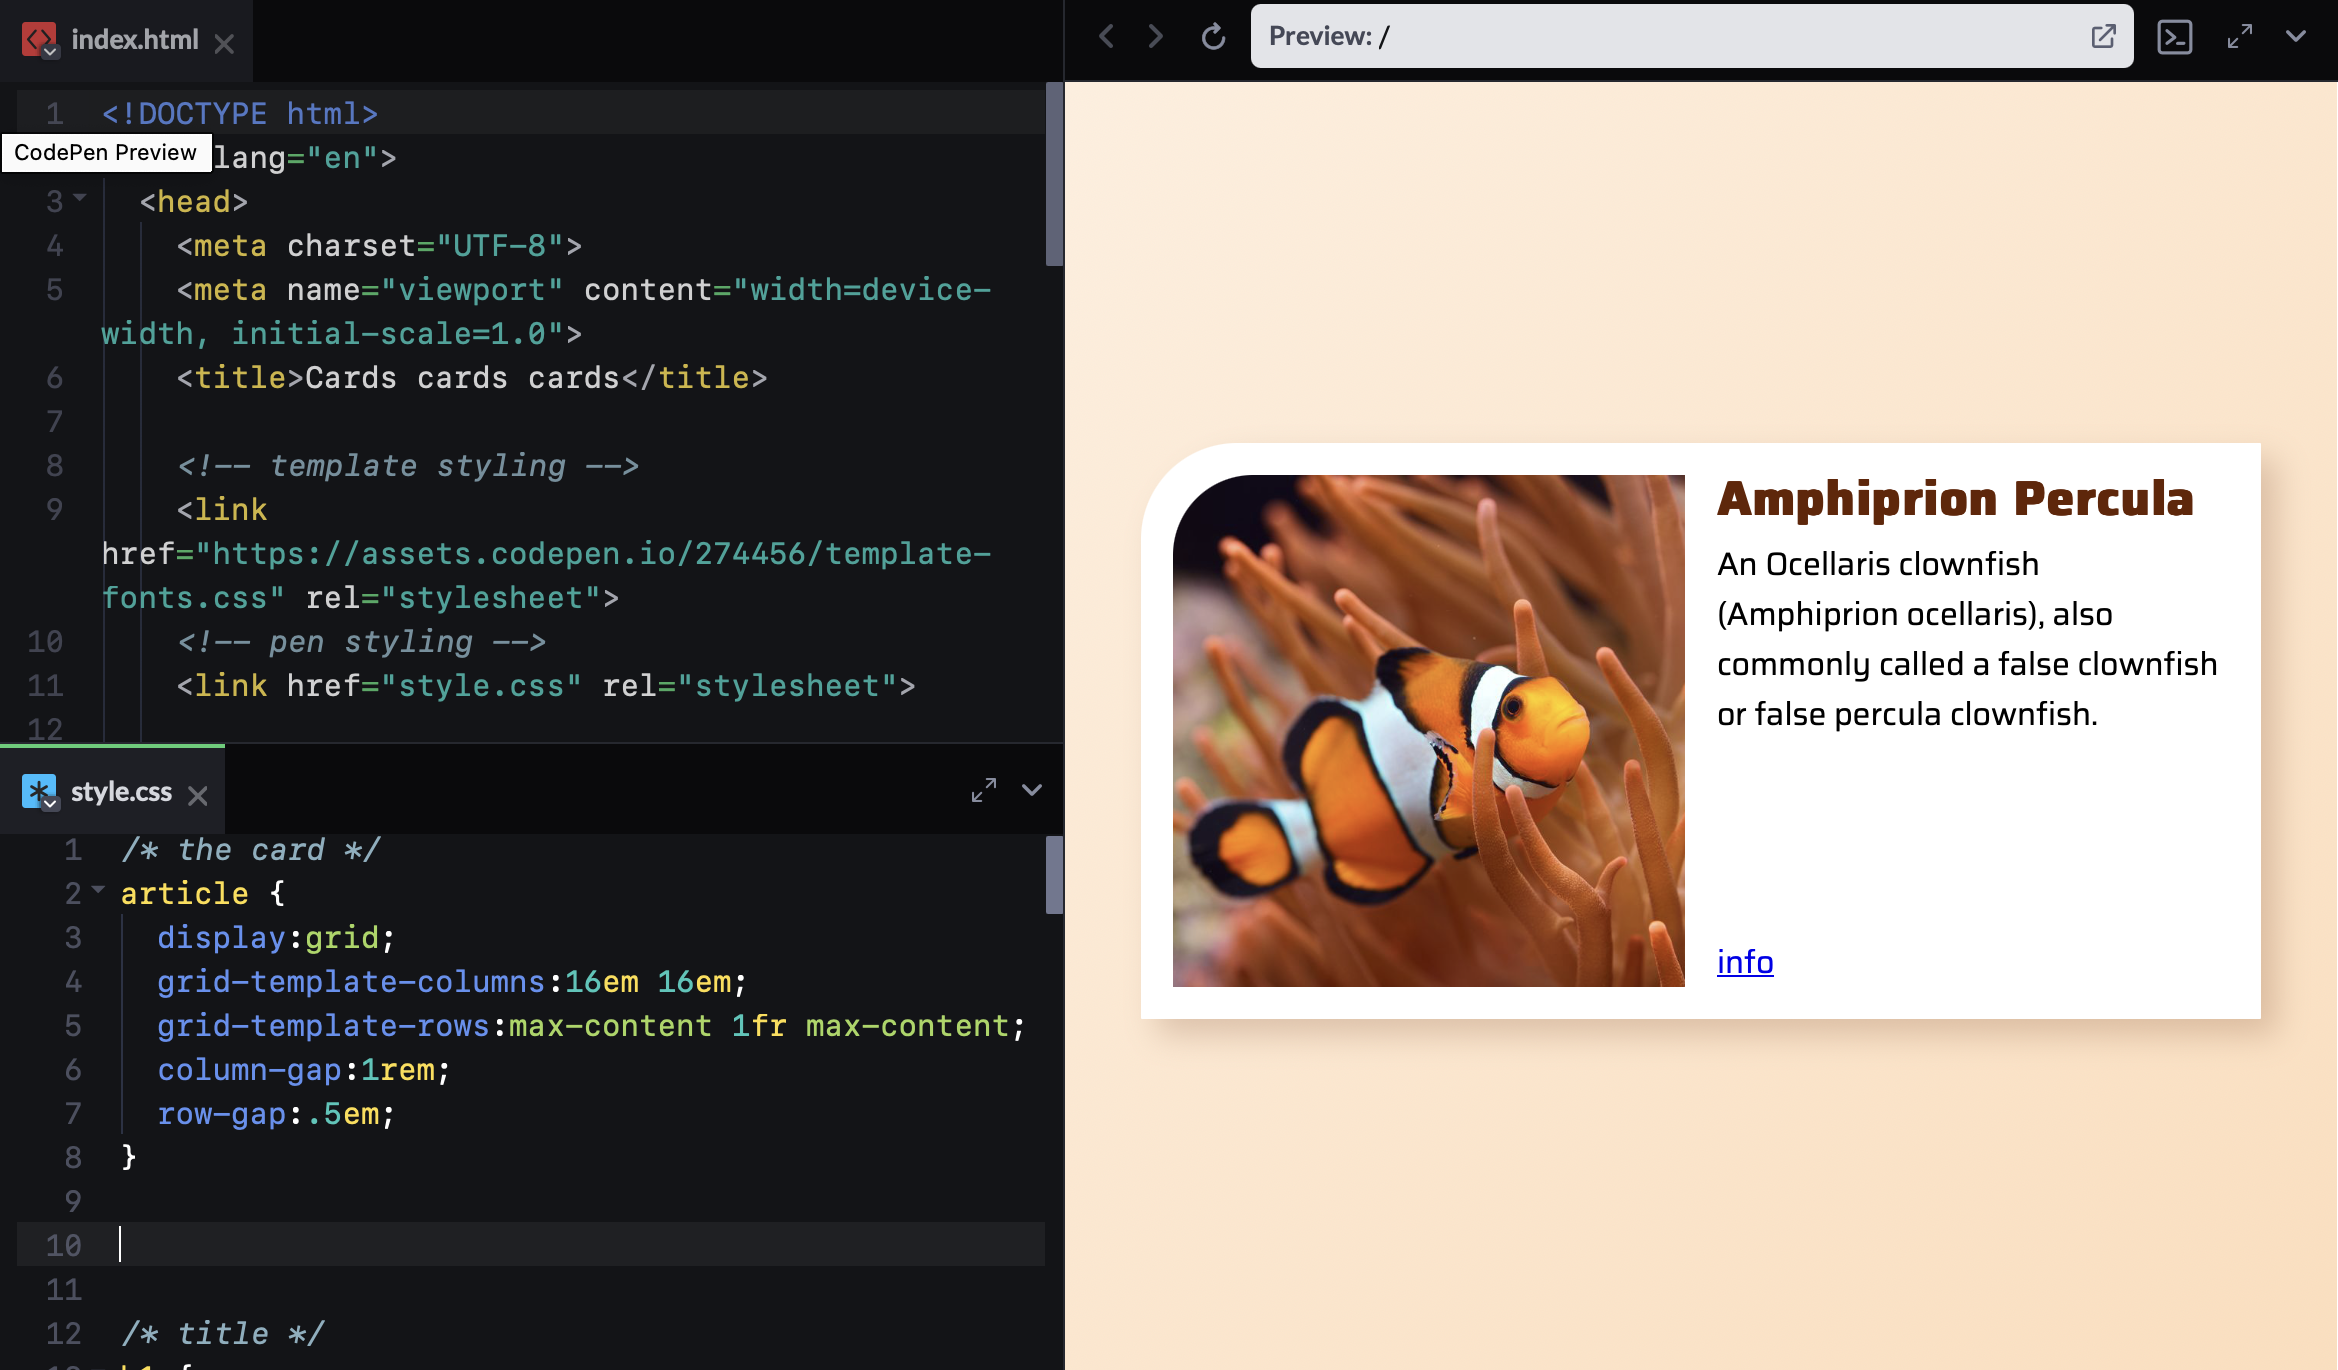 index.html
1 <!DOCTYPE html>
CodePen Preview lang="en">
3 <head>
4 <meta charset="UTF-8">
5 <meta name="viewport" content="width=device-
width, initial-scale=1.0">
6 <title>Cards cards cards</title>
7
8 <!-- template styling -->
9 <link
href="https://assets.codepen.io/274456/template-
fonts.css" rel="stylesheet">
10 <!-- pen styling -->
11 <link href="style.css" rel="stylesheet">
12
style.css
1 /* the card */
2 article {
3 display:grid;
4 grid-template-columns:16em 16em;
5 grid-template-rows:max-content 1fr max-content;
6 column-gap:1rem;
7 row-gap:.5em;
8 }
9
10
11
12 /* title */
Preview: /
Amphiprion Percula
An Ocellaris clownfish
(Amphiprion ocellaris), also
commonly called a false clownfish
or false percula clownfish.
info